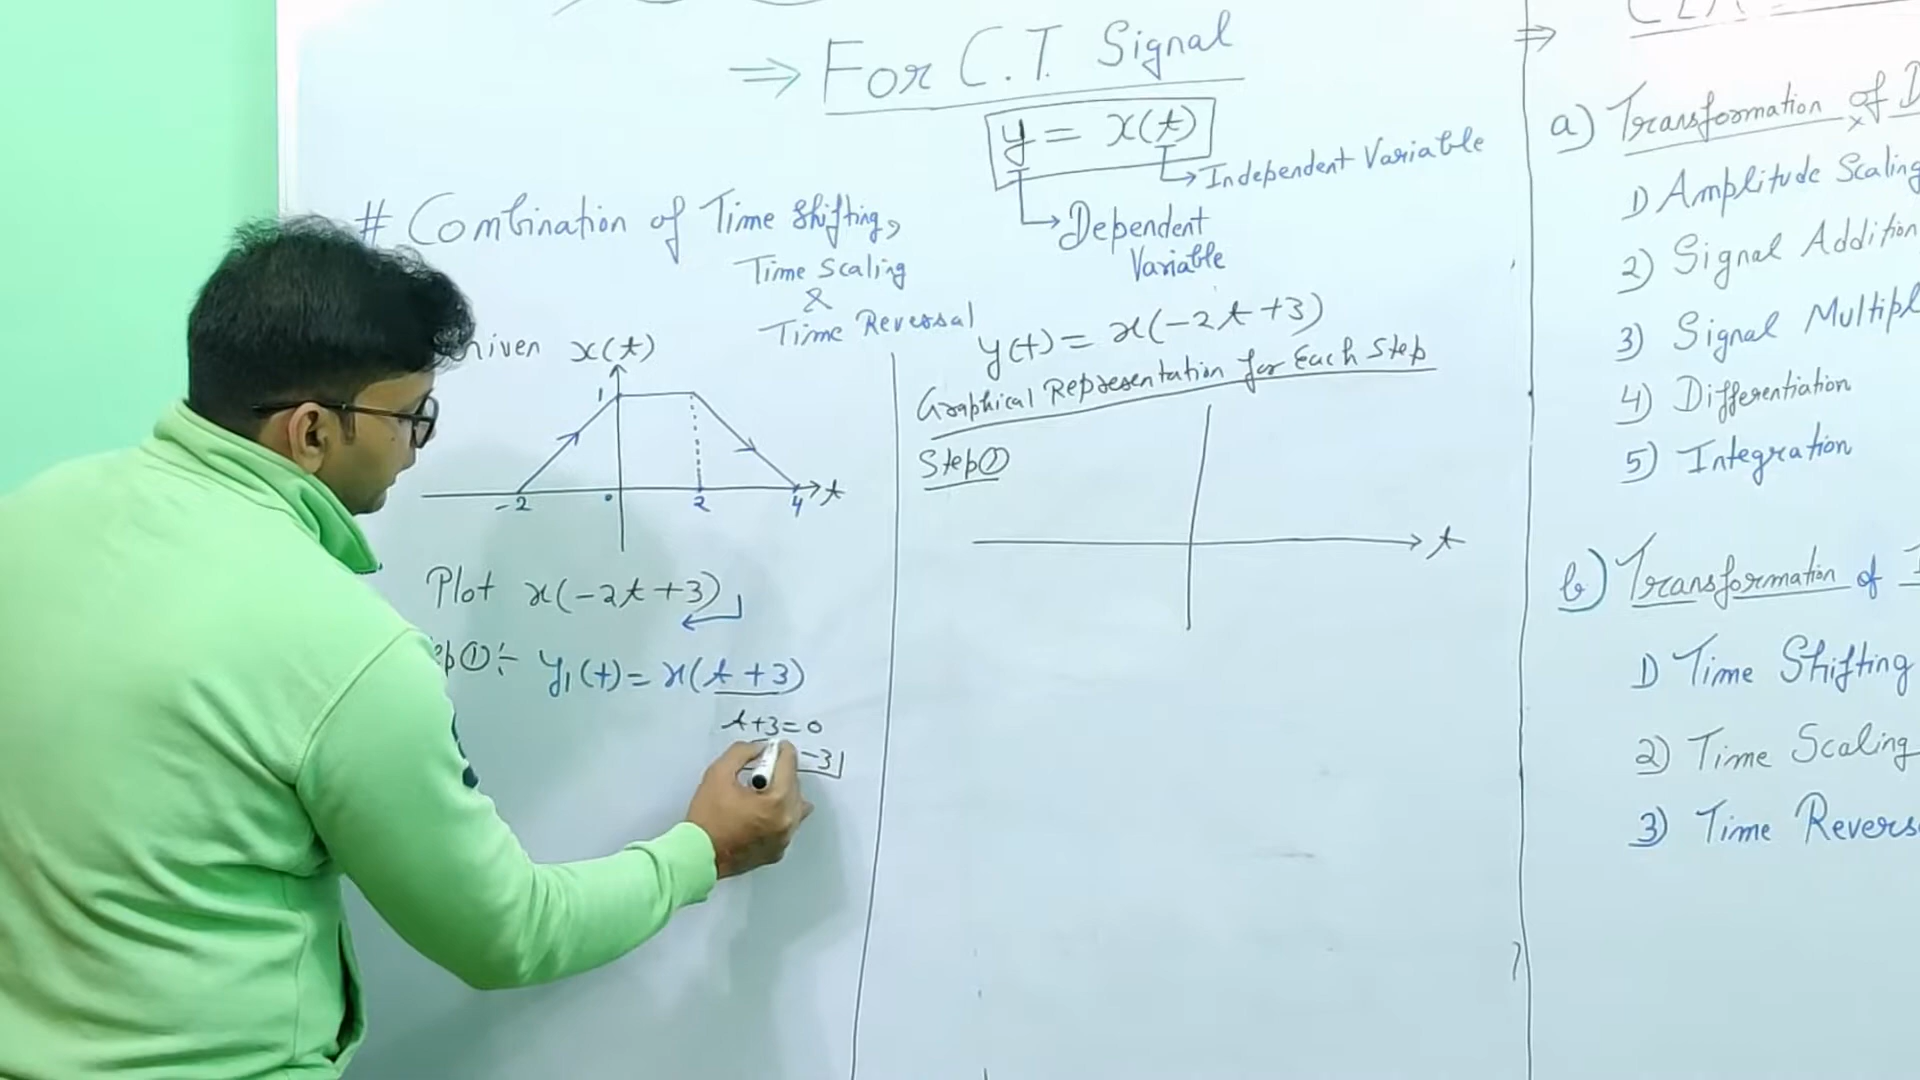 ⇒ For C.T. Signal
y = x(t)
Independent Variable
Dependent
Variable
# Combination of Time Shifting,
Time Scaling
&
Time Reversal
x(t)
1
-2 0 2 4 t
Plot x(-2t+3)
①÷ y₁(t) = x(t+3)
t+3=0
-3
y(t) = x(-2t+3)
Graphical Representation for Each Step
Step①
t
⇒
a) Transformation of
1) Amplitude Scaling
2) Signal Addition
3) Signal
4) Differentiation
5) Integration
b) Transformation of
1) Time Shifting
2) Time Scaling
3) Time